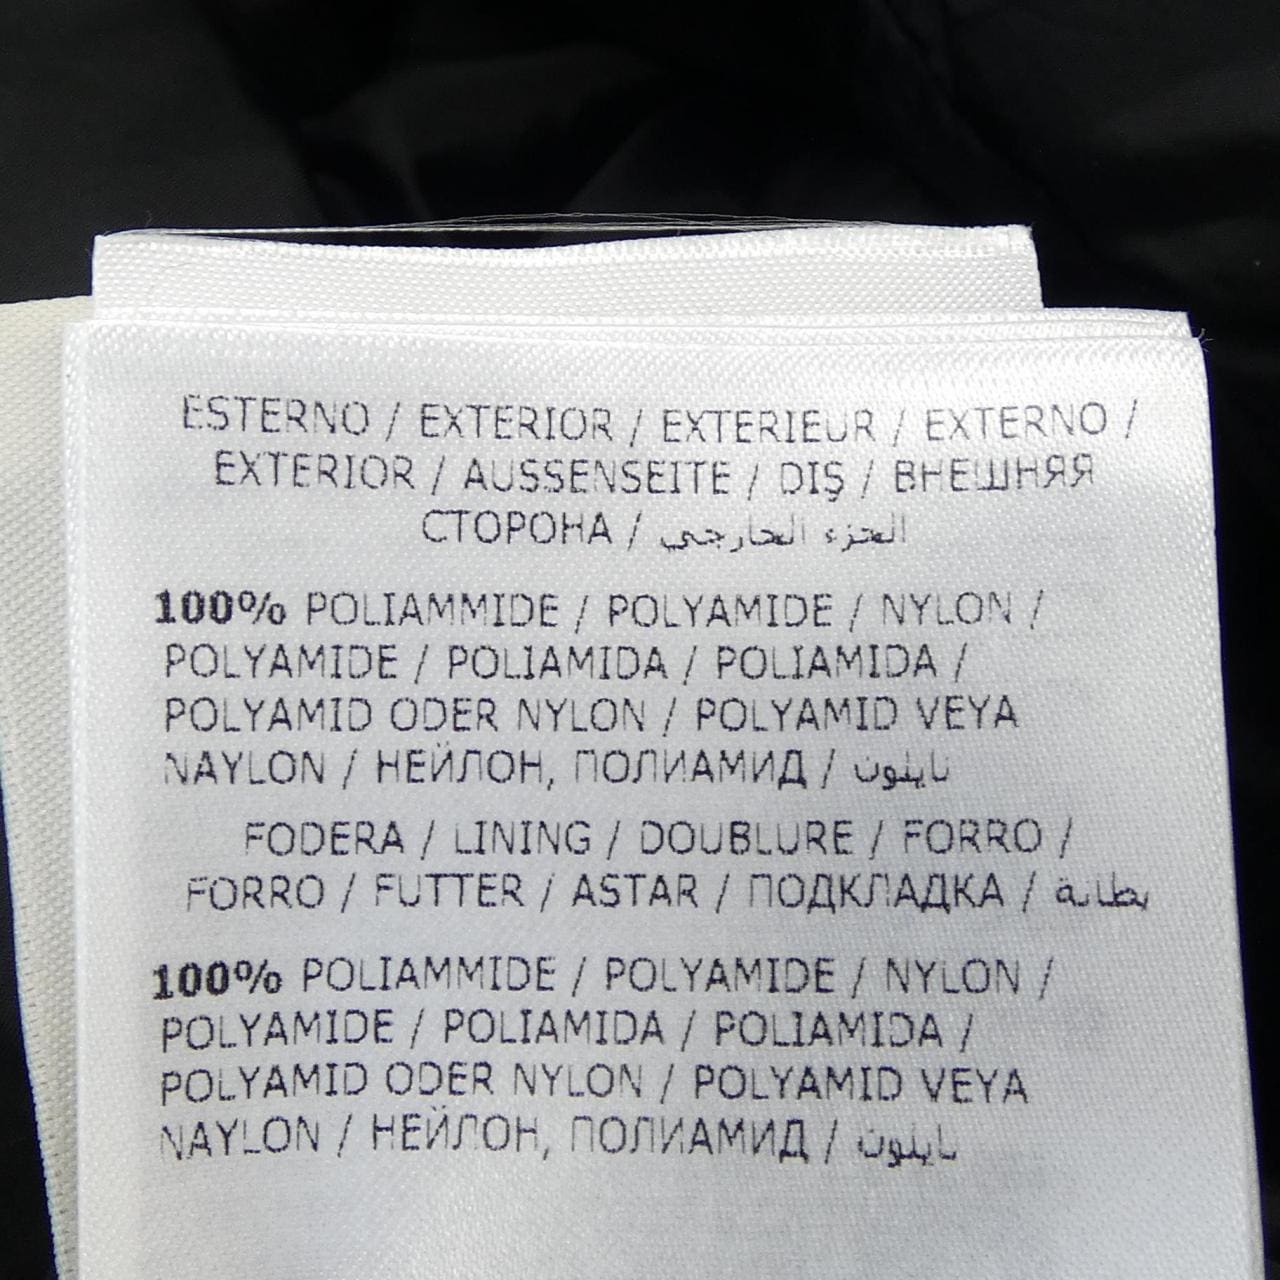 ESTERNO / EXTERIOR / EXTERIEUR / EXTERNO /
EXTERIOR / AUSSENSEITE / DIŞ / ВНЕШНЯЯ
СТОРОНА / الجزء الخارجي
100% POLIAMMIDE / POLYAMIDE / NYLON /
POLYAMIDE / POLIAMIDA / POLIAMIDA /
POLYAMID ODER NYLON / POLYAMID VEYA
NAYLON / НЕЙЛОН, ПОЛИАМИД / نايلون
FODERA / LINING / DOUBLURE / FORRO /
FORRO / FUTTER / ASTAR / ПОДКЛАДКА / بطانة
100% POLIAMMIDE / POLYAMIDE / NYLON /
POLYAMIDE / POLIAMIDA / POLIAMIDA /
POLYAMID ODER NYLON / POLYAMID VEYA
NAYLON / НЕЙЛОН, ПОЛИАМИД / نايلون